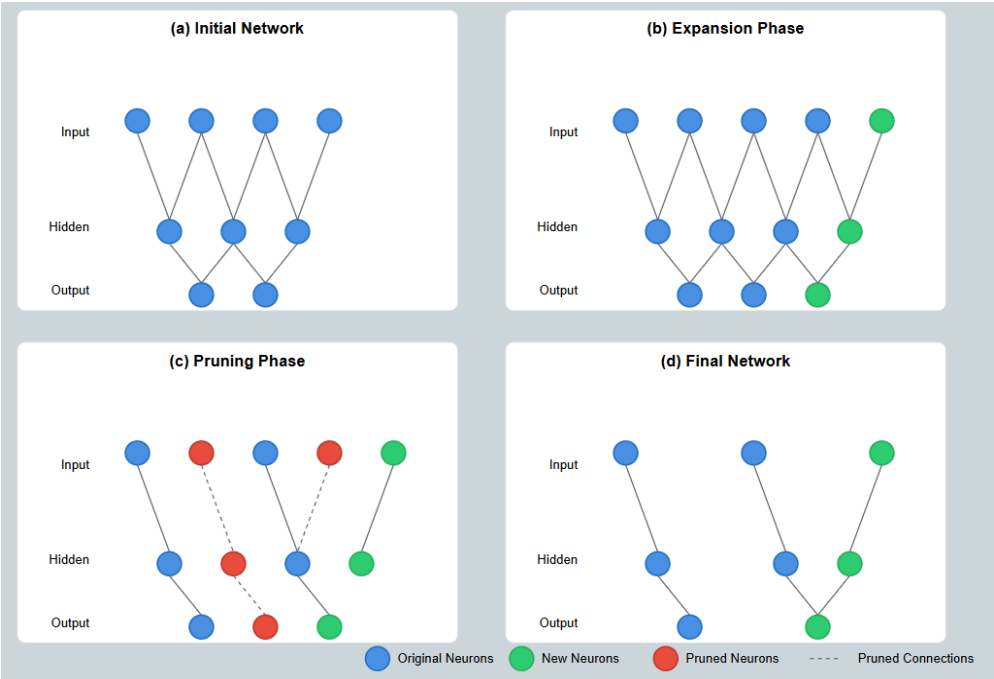 (a) Initial Network
Input
Hidden
Output
(b) Expansion Phase
Input
Hidden
Output
(c) Pruning Phase
Input
Hidden
Output
(d) Final Network
Input
Hidden
Output
Original Neurons
New Neurons
Pruned Neurons
Pruned Connections